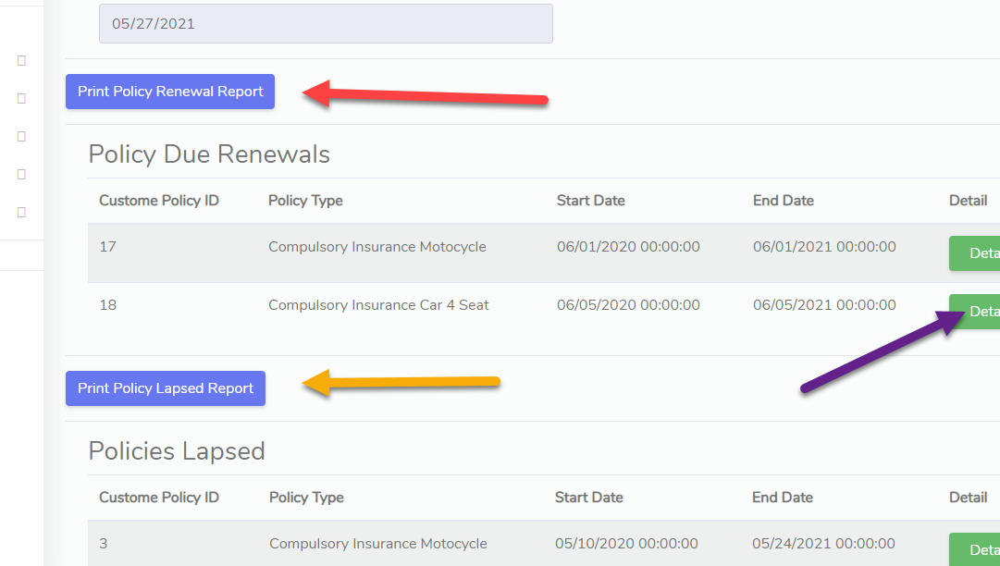 05/27/2021
Print Policy Renewal Report
Policy Due Renewals
Custome Policy ID Policy Type Start Date End Date Detail
17 Compulsory Insurance Motocycle 06/01/2020 00:00:00 06/01/2021 00:00:00 Deta
18 Compulsory Insurance Car 4 Seat 06/05/2020 00:00:00 06/05/2021 00:00:00 Deta
Print Policy Lapsed Report
Policies Lapsed
Custome Policy ID Policy Type Start Date End Date Detail
3 Compulsory Insurance Motocycle 05/10/2020 00:00:00 05/24/2021 00:00:00 Deta